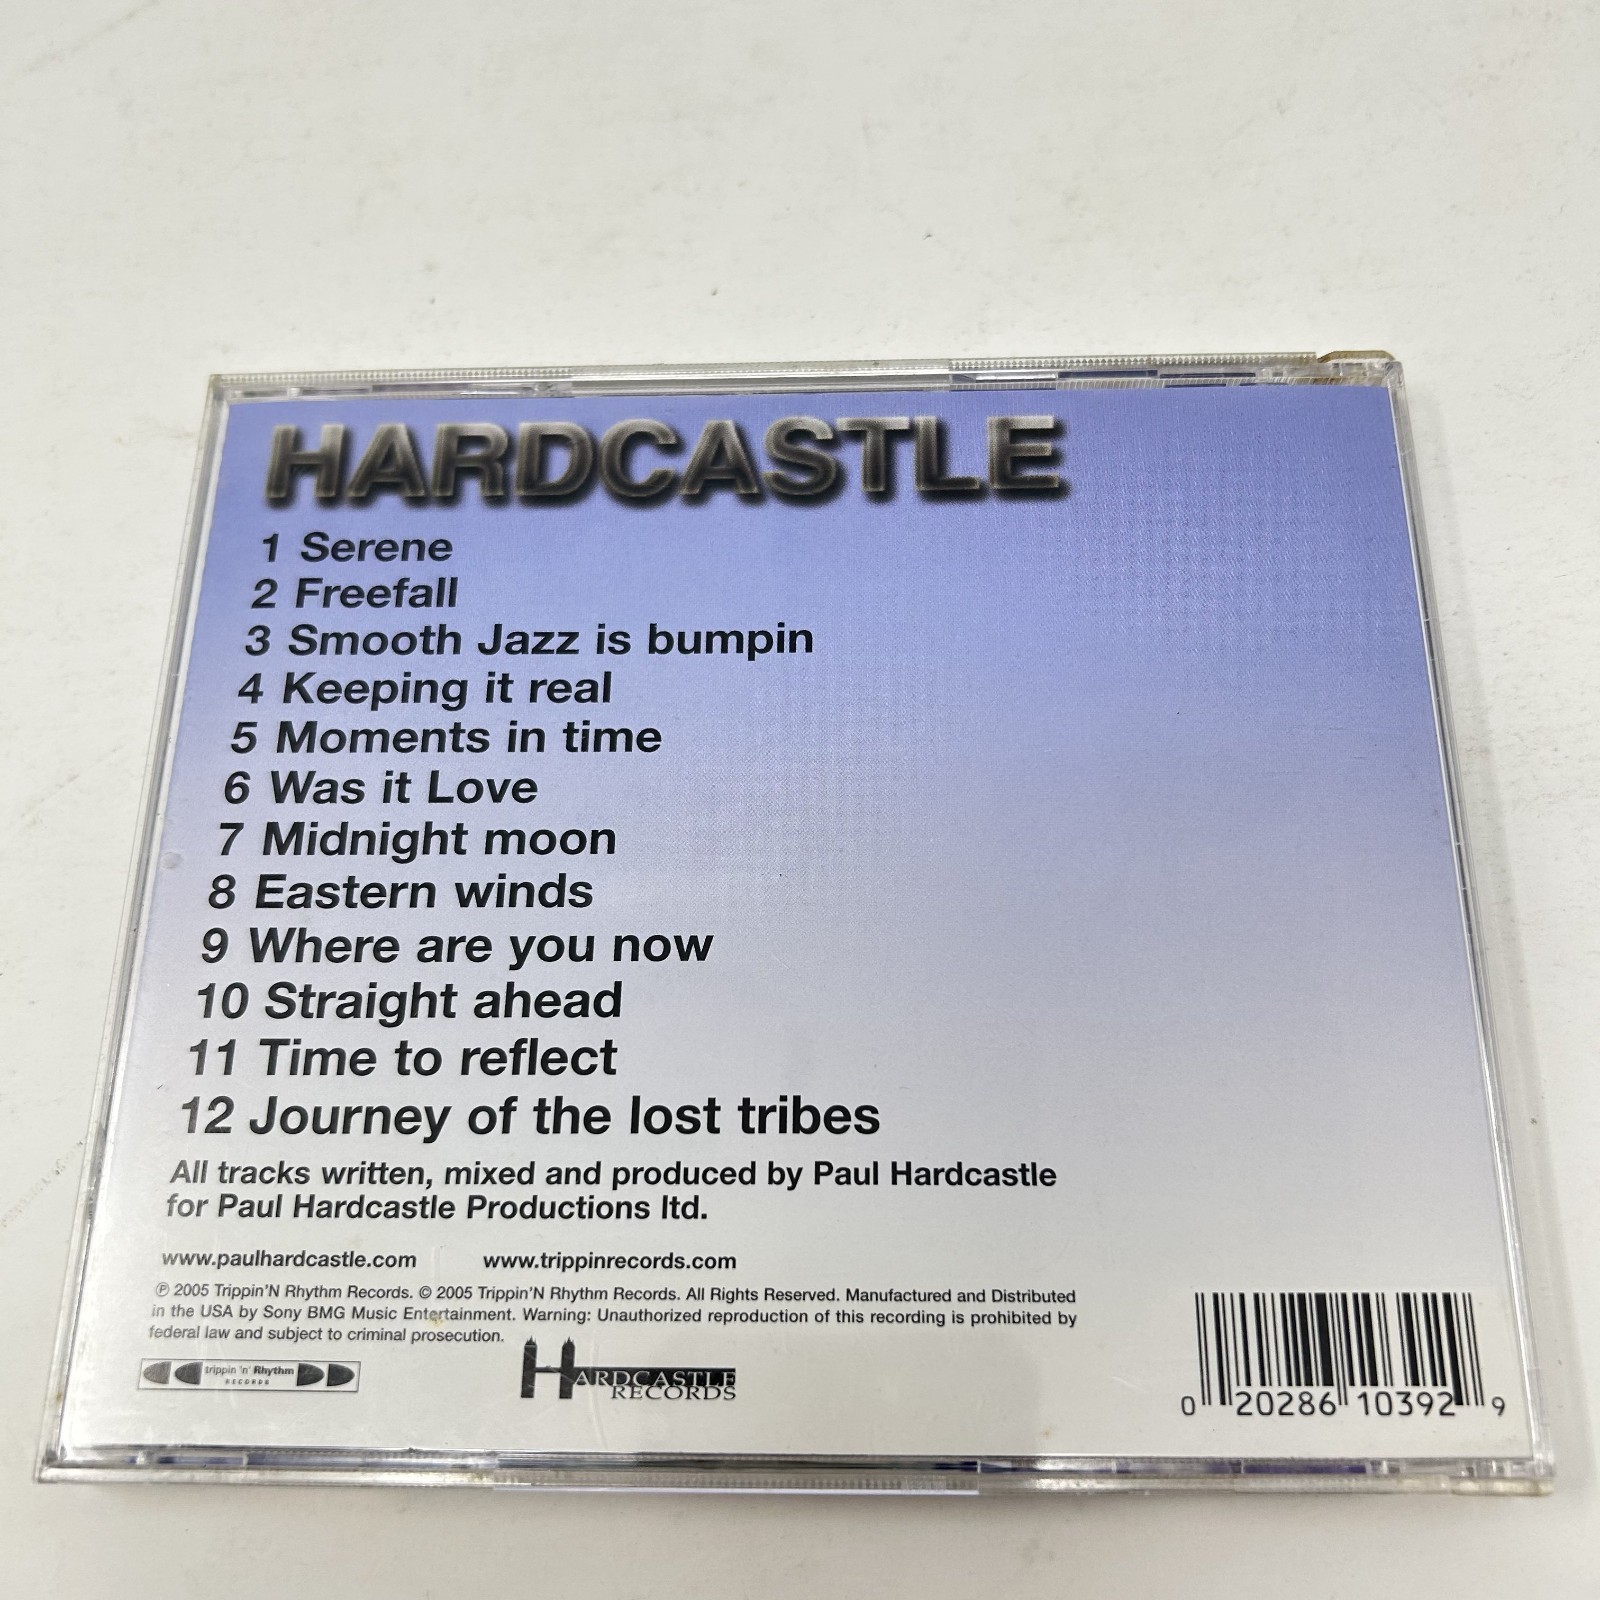 HARDCASTLE
1 Serene
2 Freefall
3 Smooth Jazz is bumpin
4 Keeping it real
5 Moments in time
6 Was it Love
7 Midnight moon
8 Eastern winds
9 Where are you now
10 Straight ahead
11 Time to reflect
12 Journey of the lost tribes
All tracks written, mixed and produced by Paul Hardcastle
for Paul Hardcastle Productions ltd.
www.paulhardcastle.com www.trippinrecords.com
℗ 2005 Trippin'N Rhythm Records. © 2005 Trippin'N Rhythm Records. All Rights Reserved. Manufactured and Distributed
in the USA by Sony BMG Music Entertainment. Warning: Unauthorized reproduction of this recording is prohibited by
federal law and subject to criminal prosecution.
trippin 'n' Rhythm
RECORDS
HARDCASTLE
RECORDS
0 20286 10392 9